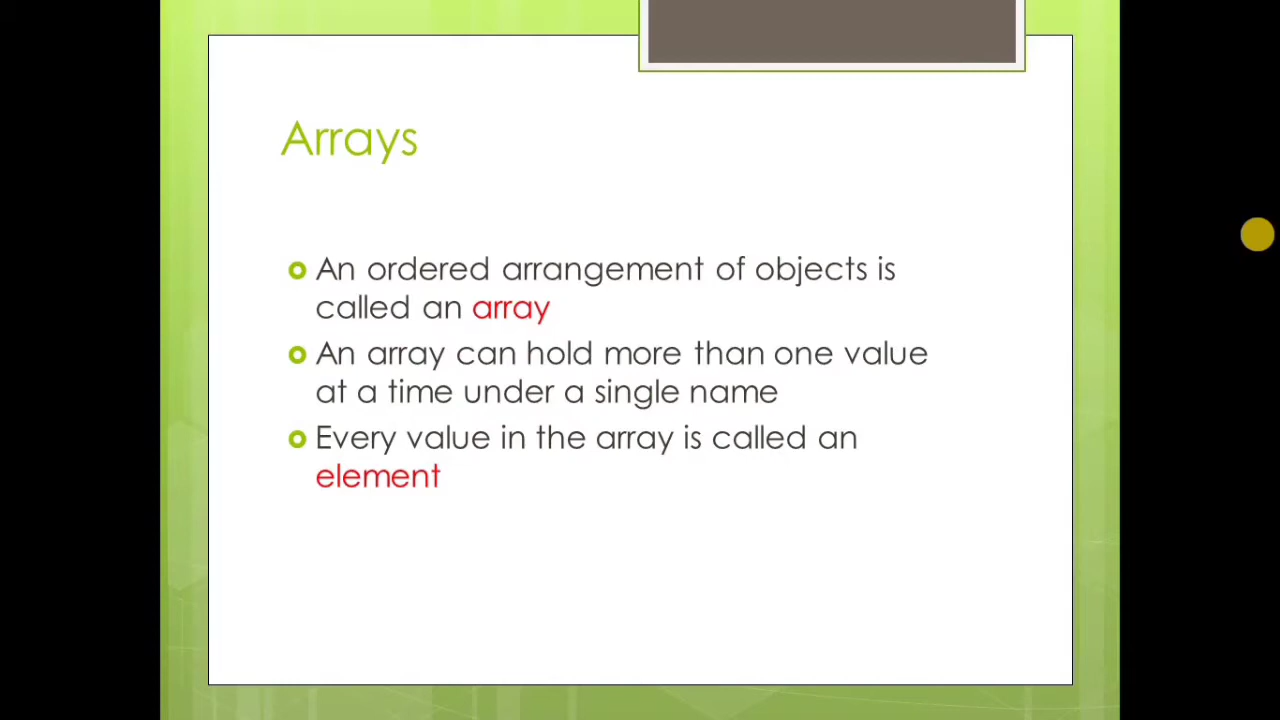 Arrays
An ordered arrangement of objects is
called an array
An array can hold more than one value
at a time under a single name
Every value in the array is called an
element